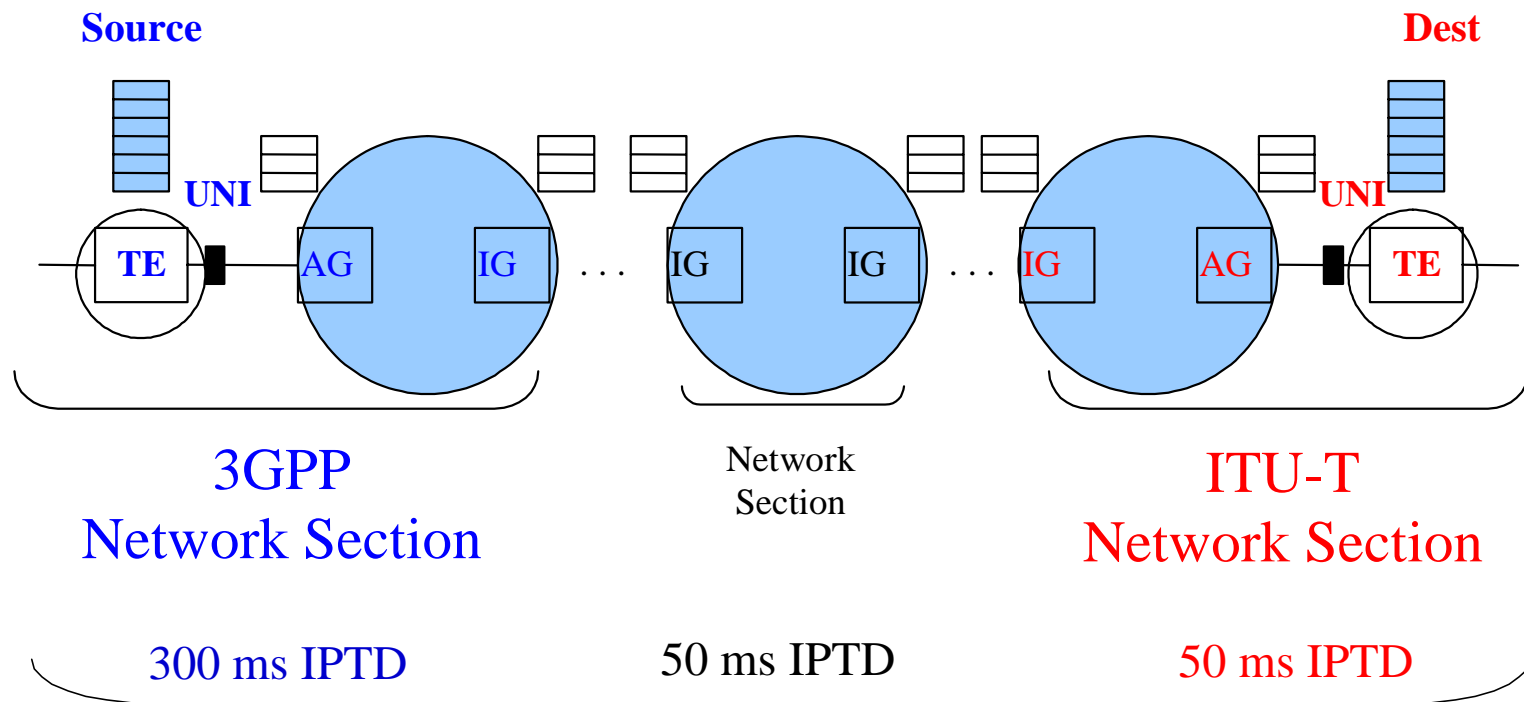 Source
Dest
UNI
UNI
TE
AG
IG
. . .
IG
IG
. . .
IG
AG
TE
3GPP
Network Section
Network
Section
ITU-T
Network Section
300 ms IPTD
50 ms IPTD
50 ms IPTD